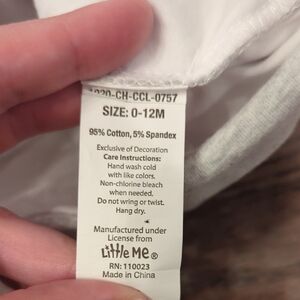 1020-CH-CCL-0757
SIZE: 0-12M
95% Cotton, 5% Spandex
Exclusive of Decoration
Care Instructions:
Hand wash cold
with like colors.
Non-chlorine bleach
when needed.
Do not wring or twist.
Hang dry.
Manufactured under
License from
Little Me®
RN: 110023
Made in China